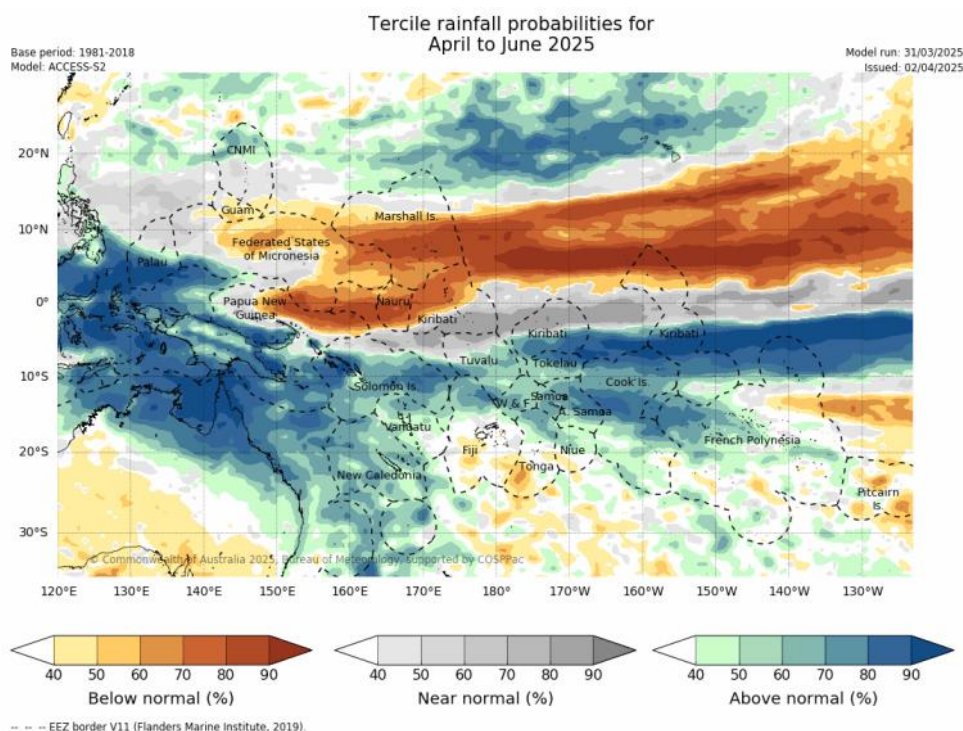 Tercile rainfall probabilities for
April to June 2025
Base period: 1981-2018
Model: ACCESS-S2
Model run: 31/03/2025
Issued: 02/04/2025
20°N
10°N
0°
10°S
20°S
30°S
CNMI
Guam
Marshall Is.
Federated States
of Micronesia
Palau
Papua New
Guinea
Nauru
Kiribati
Kiribati
Kiribati
Tuvalu
Tokelau
Solomon Is.
Cook Is.
W & F
Samoa
A. Samoa
Vanuatu
Fiji
Niue
French Polynesia
Tonga
New Caledonia
Pitcairn
Is.
© Commonwealth of Australia 2025, Bureau of Meteorology, supported by COSPPac
120°E 130°E 140°E 150°E 160°E 170°E 180°W 170°W 160°W 150°W 140°W 130°W
40 50 60 70 80 90
Below normal (%)
40 50 60 70 80 90
Near normal (%)
40 50 60 70 80 90
Above normal (%)
-- -- -- EEZ border V11 (Flanders Marine Institute, 2019).